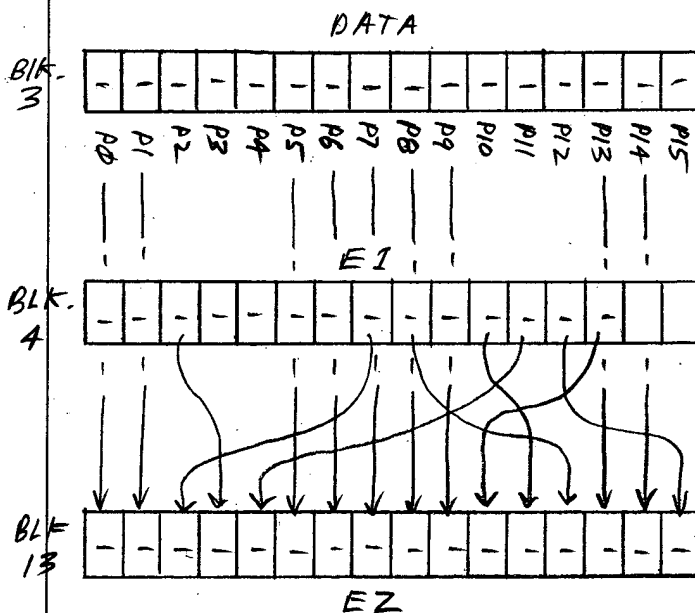 DATA
Blk. 3
pØ p1 p2 p3 p4 p5 p6 p7 p8 p9 p10 p11 p12 p13 p14 p15
E1
BLK. 4
BLK 13
E2